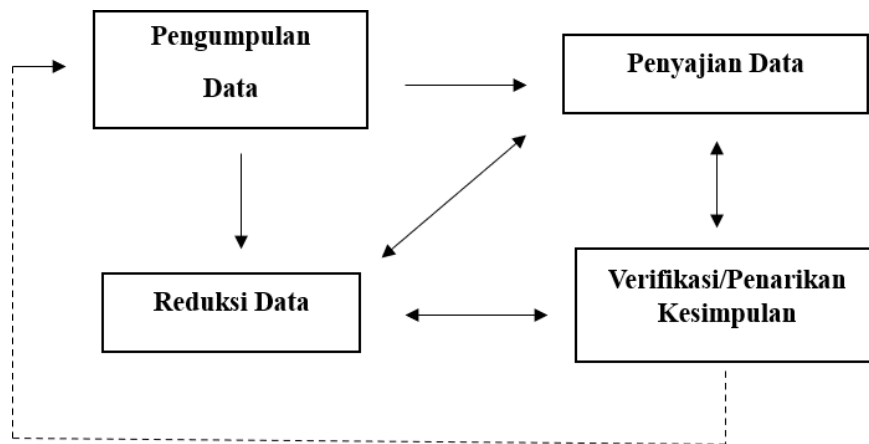 Pengumpulan
Data
Penyajian Data
Reduksi Data
Verifikasi/Penarikan
Kesimpulan